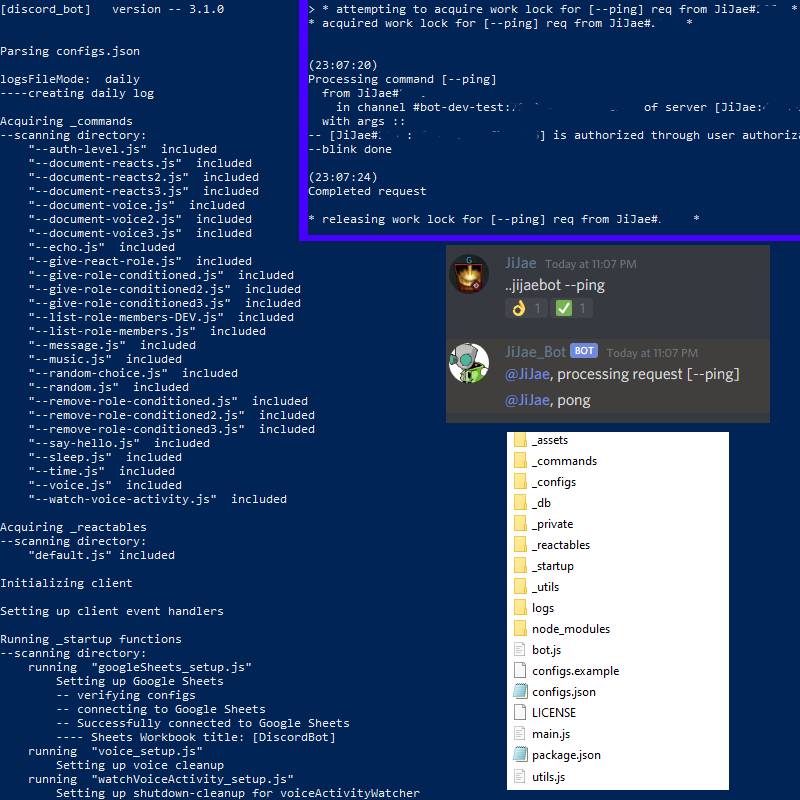 [discord_bot]   version -- 3.1.0
Parsing configs.json
logsFileMode:  daily
----creating daily log
Acquiring _commands
--scanning directory:
"--auth-level.js"  included
"--document-reacts.js"  included
"--document-reacts2.js"  included
"--document-reacts3.js"  included
"--document-voice.js"  included
"--document-voice2.js"  included
"--document-voice3.js"  included
"--echo.js"  included
"--give-react-role.js"  included
"--give-role-conditioned.js"  included
"--give-role-conditioned2.js"  included
"--give-role-conditioned3.js"  included
"--list-role-members-DEV.js"  included
"--list-role-members.js"  included
"--message.js"  included
"--music.js"  included
"--random-choice.js"  included
"--random.js"  included
"--remove-role-conditioned.js"  included
"--remove-role-conditioned2.js"  included
"--remove-role-conditioned3.js"  included
"--say-hello.js"  included
"--sleep.js"  included
"--time.js"  included
"--voice.js"  included
"--watch-voice-activity.js"  included
Acquiring _reactables
--scanning directory:
"default.js" included
Initializing client
Setting up client event handlers
Running _startup functions
--scanning directory:
running  "googleSheets_setup.js"
Setting up Google Sheets
-- verifying configs
-- connecting to Google Sheets
-- Successfully connected to Google Sheets
---- Sheets Workbook title: [DiscordBot]
running  "voice_setup.js"
Setting up voice cleanup
running  "watchVoiceActivity_setup.js"
Setting up shutdown-cleanup for voiceActivityWatcher
> * attempting to acquire work lock for [--ping] req from JiJae#. *
* acquired work lock for [--ping] req from JiJae#. *
(23:07:20)
Processing command [--ping]
from JiJae#
in channel #bot-dev-test: of server [JiJae:
with args ::
-- [JiJae# : ] is authorized through user authoriza
--blink done
(23:07:24)
Completed request
* releasing work lock for [--ping] req from JiJae#. *
G
JiJae Today at 11:07 PM
..jijaebot --ping
👌 1 ✅ 1
JiJae_Bot BOT Today at 11:07 PM
@JiJae, processing request [--ping]
@JiJae, pong
_assets
_commands
_configs
_db
_private
_reactables
_startup
_utils
logs
node_modules
bot.js
configs.example
configs.json
LICENSE
main.js
package.json
utils.js